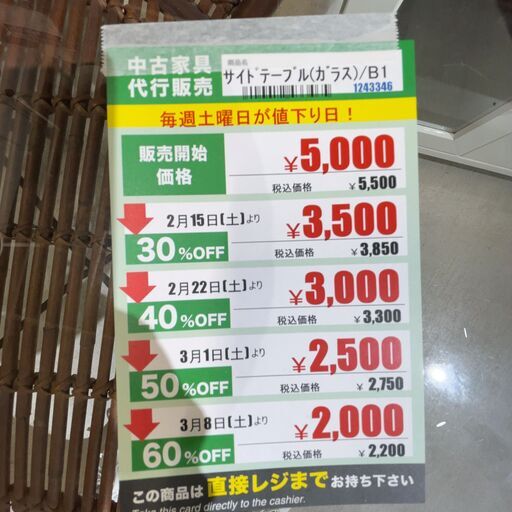 中古家具
代行販売
商品名
サイドテーブル(ガラス)/B1
1243346
毎週土曜日が値下り日!
販売開始
価格
¥5,000
税込価格 ¥5,500
2月15日(土)より
30%OFF
¥3,500
税込価格 ¥3,850
2月22日(土)より
40%OFF
¥3,000
税込価格 ¥3,300
3月1日(土)より
50%OFF
¥2,500
税込価格 ¥2,750
3月8日(土)より
60%OFF
¥2,000
税込価格 ¥2,200
この商品は直接レジまでお持ち下さい
Take this card directly to the cashier.